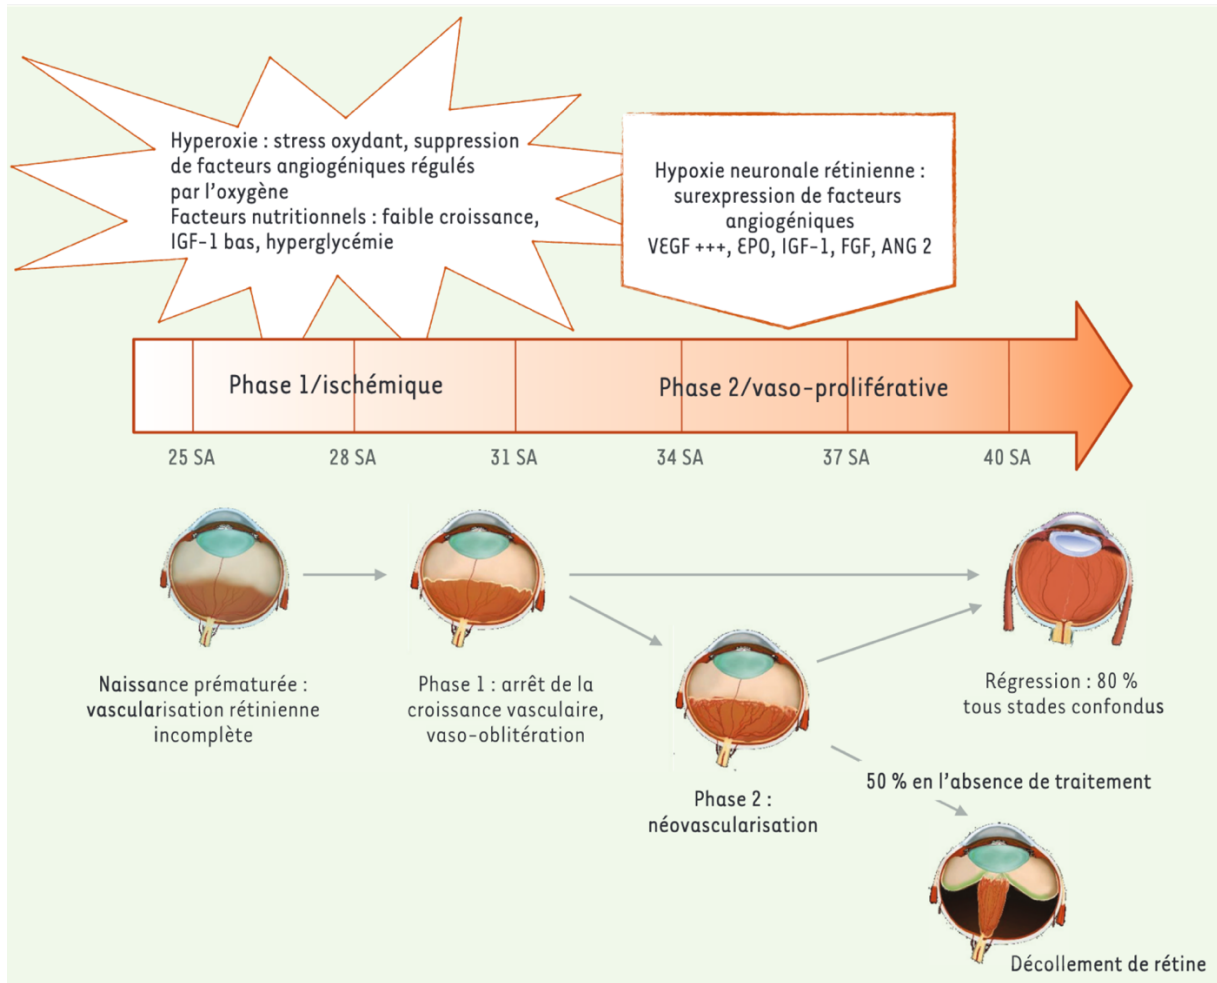 Hyperoxie : stress oxydant, suppression
de facteurs angiogéniques régulés
par l'oxygène
Facteurs nutritionnels : faible croissance,
IGF-1 bas, hyperglycémie
Hypoxie neuronale rétinienne :
surexpression de facteurs
angiogéniques
VEGF +++, EPO, IGF-1, FGF, ANG 2
Phase 1/ischémique
Phase 2/vaso-proliférative
25 SA
28 SA
31 SA
34 SA
37 SA
40 SA
Naissance prématurée :
vascularisation rétinienne
incomplète
Phase 1 : arrêt de la
croissance vasculaire,
vaso-oblitération
Régression : 80 %
tous stades confondus
Phase 2 :
néovascularisation
50 % en l'absence de traitement
Décollement de rétine